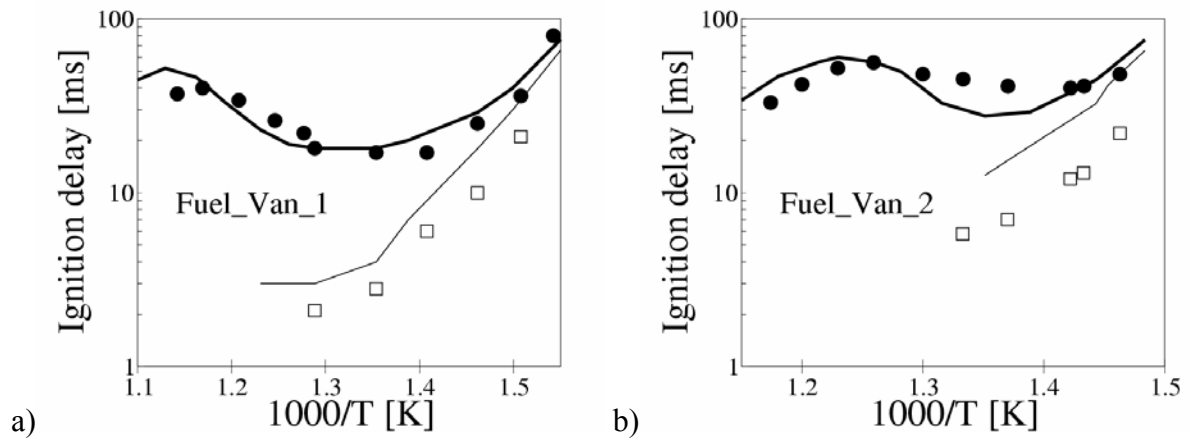 a)
Ignition delay [ms]
100
10
1
Fuel_Van_1
1.1 1.2 1.3 1.4 1.5
1000/T [K]
b)
Ignition delay [ms]
100
10
1
Fuel_Van_2
1.2 1.3 1.4 1.5
1000/T [K]